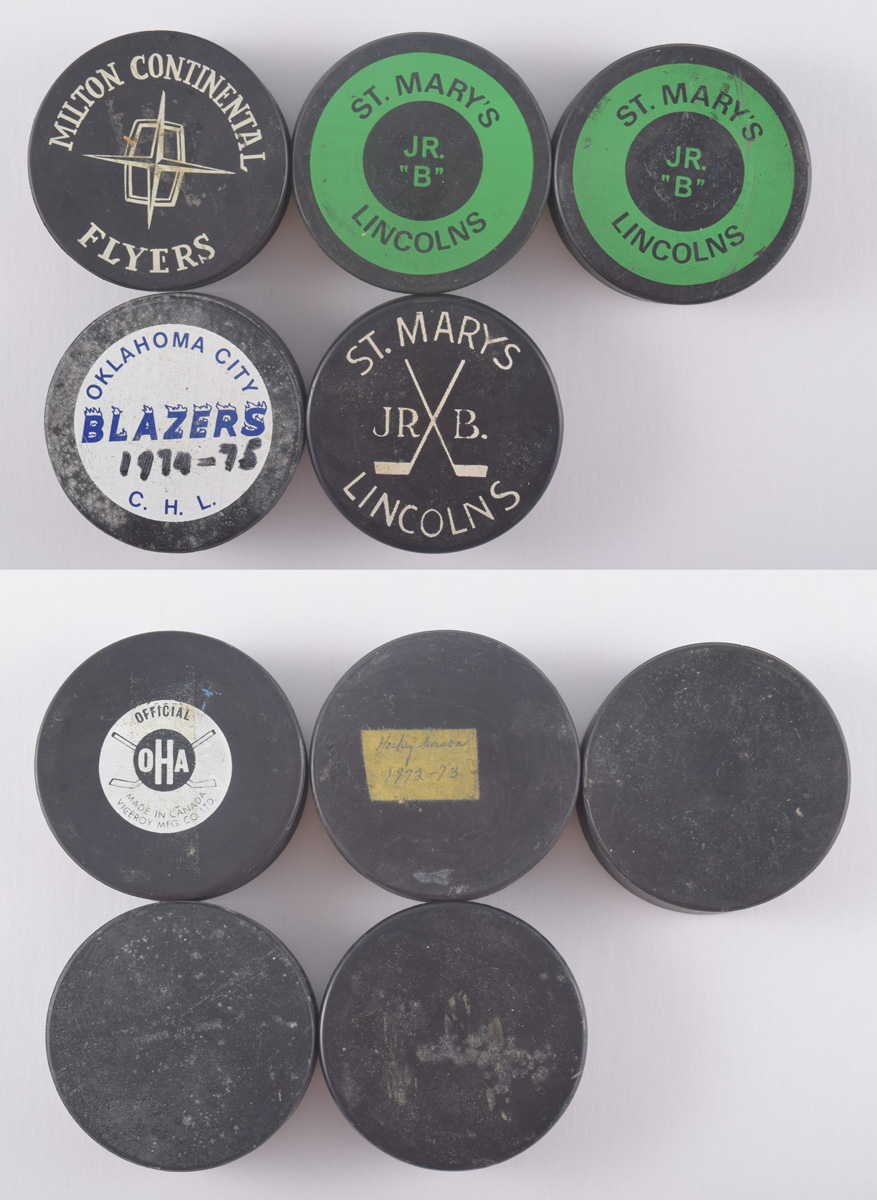 MILTON CONTINENTAL
FLYERS
ST. MARY'S
JR.
"B"
LINCOLNS
ST. MARY'S
JR.
"B"
LINCOLNS
OKLAHOMA CITY
BLAZERS
1974-75
C. H. L.
ST. MARYS
JR B.
LINCOLNS
OFFICIAL
OHA
MADE IN CANADA
VICEROY MFG. CO. LTD.
Hockey Season
1972-73